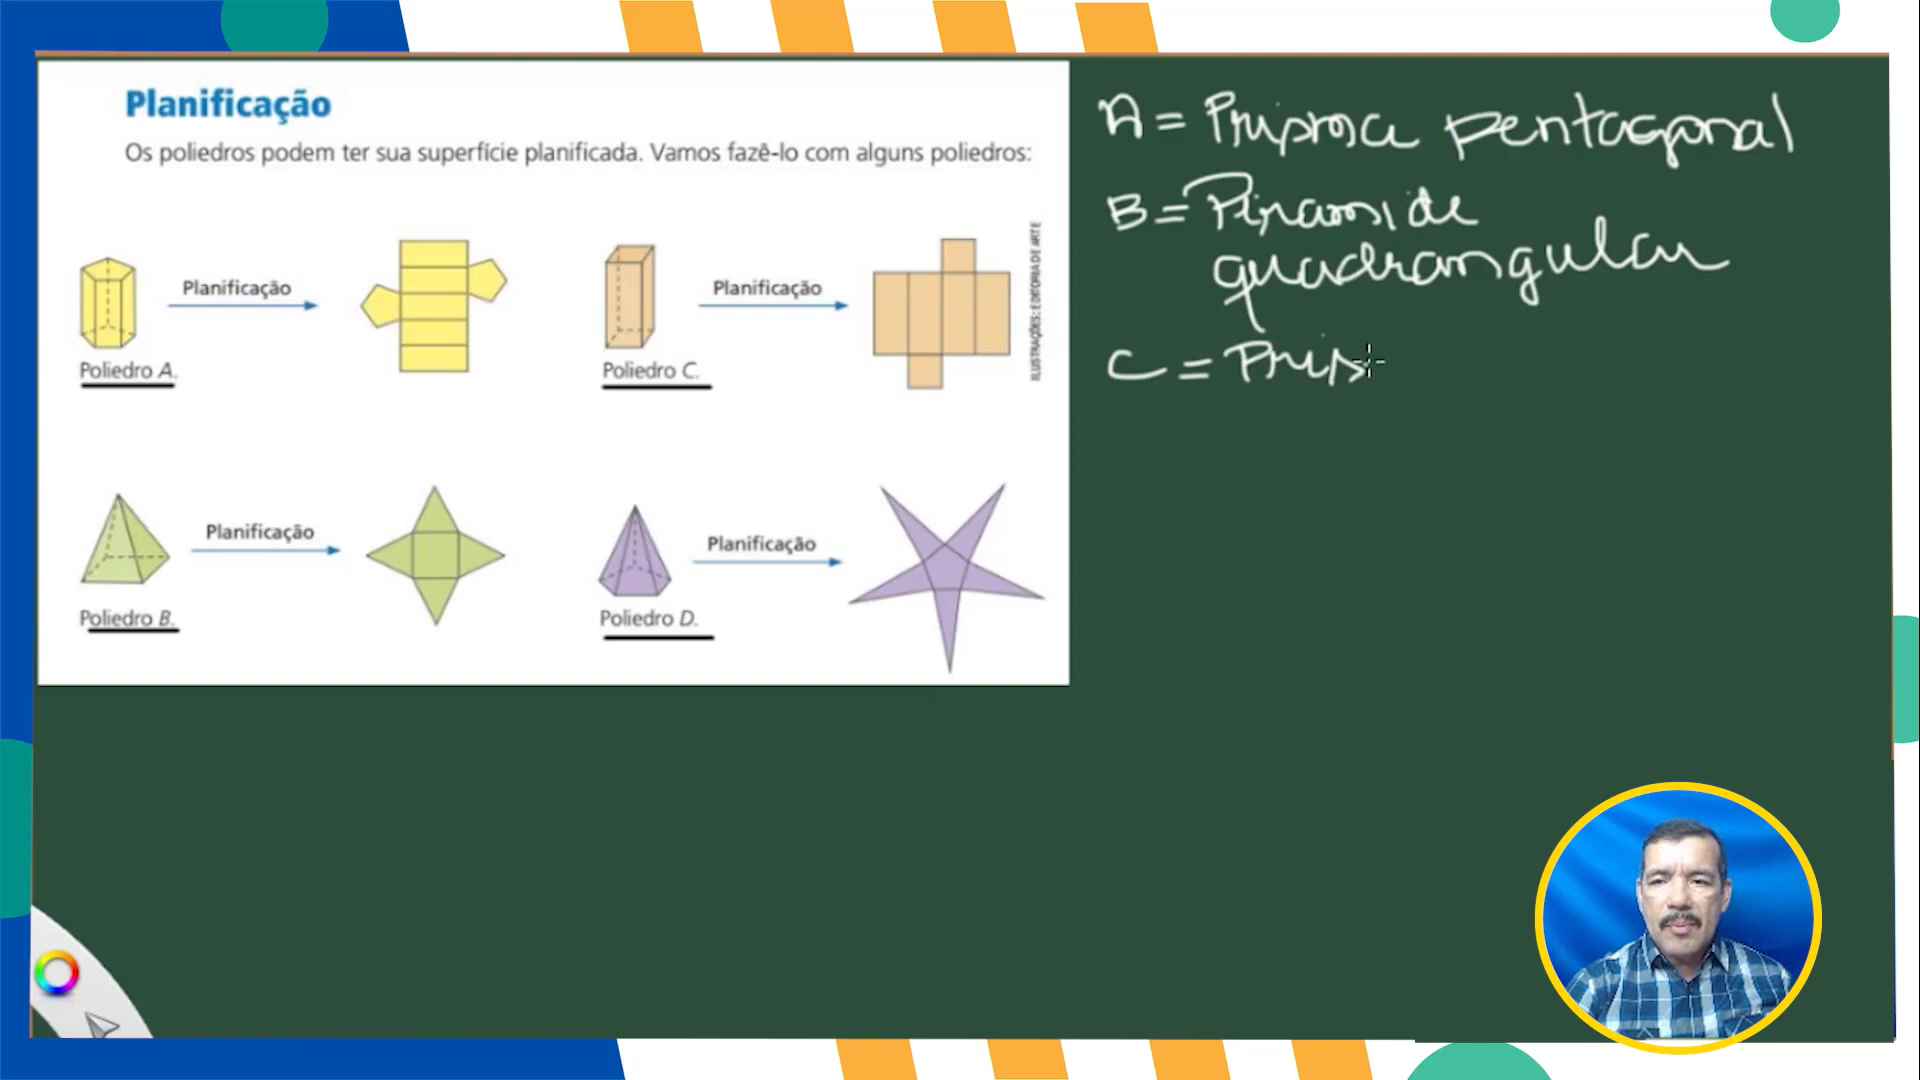 Planificação
Os poliedros podem ter sua superfície planificada. Vamos fazê-lo com alguns poliedros:
Planificação
Poliedro A.
Planificação
Poliedro C.
ILUSTRAÇÕES: EDITORIA DE ARTE
Planificação
Poliedro B.
Planificação
Poliedro D.
A = Prisma pentagonal
B = Piramide
quadrangular
C = Pris